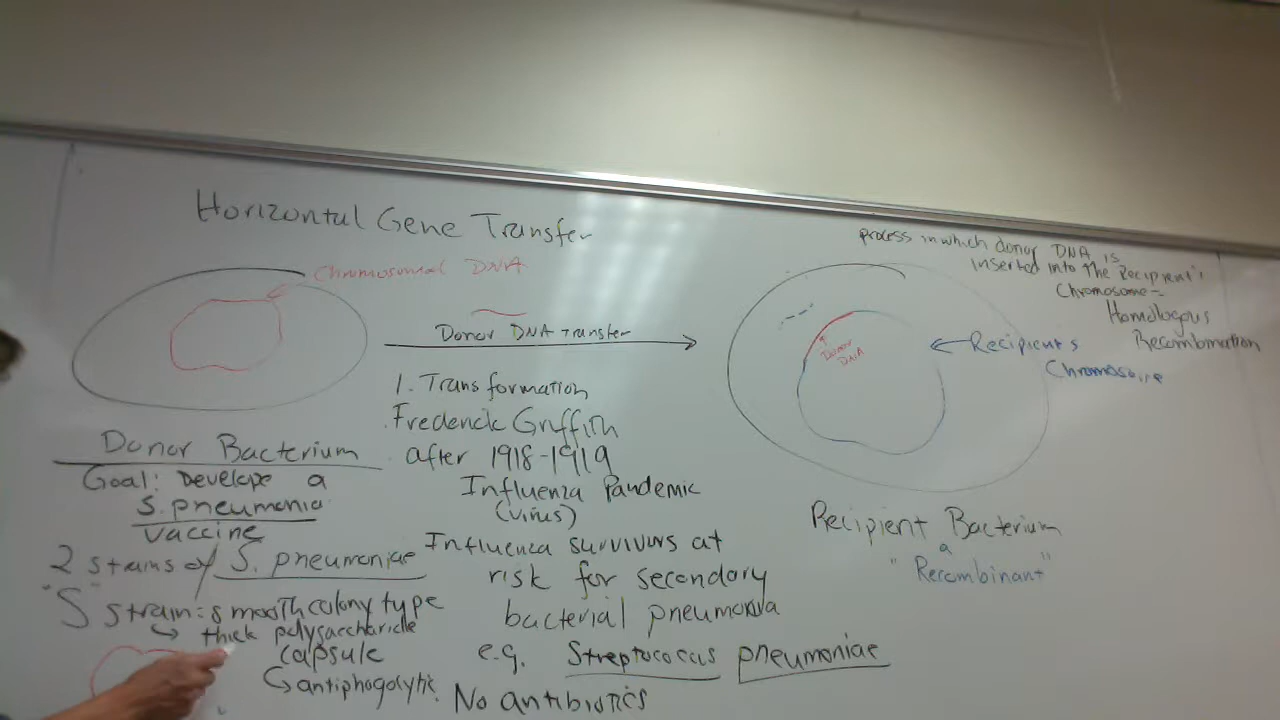 Horizontal Gene Transfer
Chromosomal DNA
Donor DNA transfer
1. Transformation
Frederick Griffith
after 1918-1919
Influenza Pandemic
(virus)
Influenza survivors at
risk for secondary
bacterial pneumonia
e.g. Streptococcus pneumoniae
No antibiotics
Donor Bacterium
Goal: Develope a
S. pneumonia
vaccine
2 strains of S. pneumoniae
"S" strain: smooth colony type
↳ thick polysaccharide
capsule
↳ antiphagocytic
process in which donor DNA is
inserted into the Recipient's
Chromosome =
Homologous
Recombination
Donor
DNA
← Recipients
Chromosome
Recipient Bacterium
a
"Recombinant"